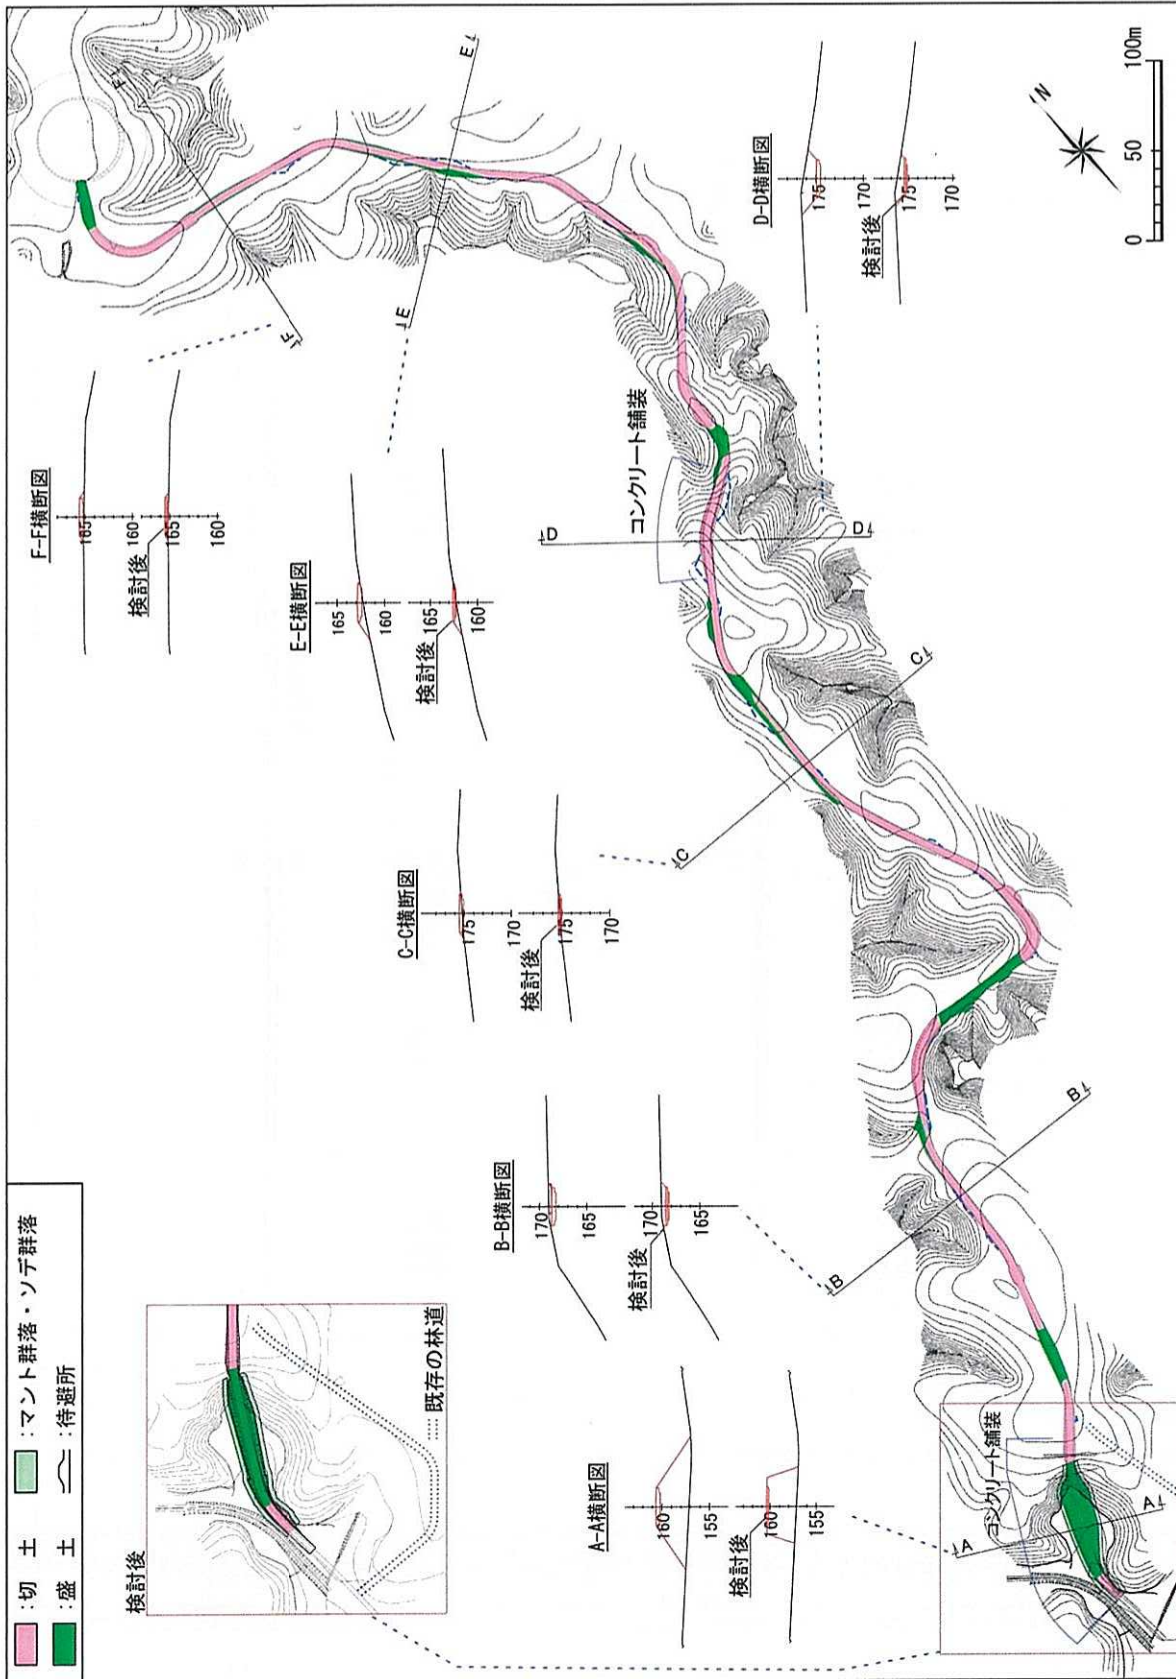 :切 土
:マント群落・ソデ群落
:盛 土
:待避所
検討後
::: 既存の林道
A-A横断図
160
155
検討後
160
155
B-B横断図
170
165
検討後
170
165
C-C横断図
175
170
検討後
175
170
E-E横断図
165
160
検討後
165
160
F-F横断図
165
160
検討後
165
160
D-D横断図
175
170
検討後
175
170
コンクリート舗装
コンクリート舗装
A
A
B
B
C
C
D
D
E
E
F
F
N
0 50 100m